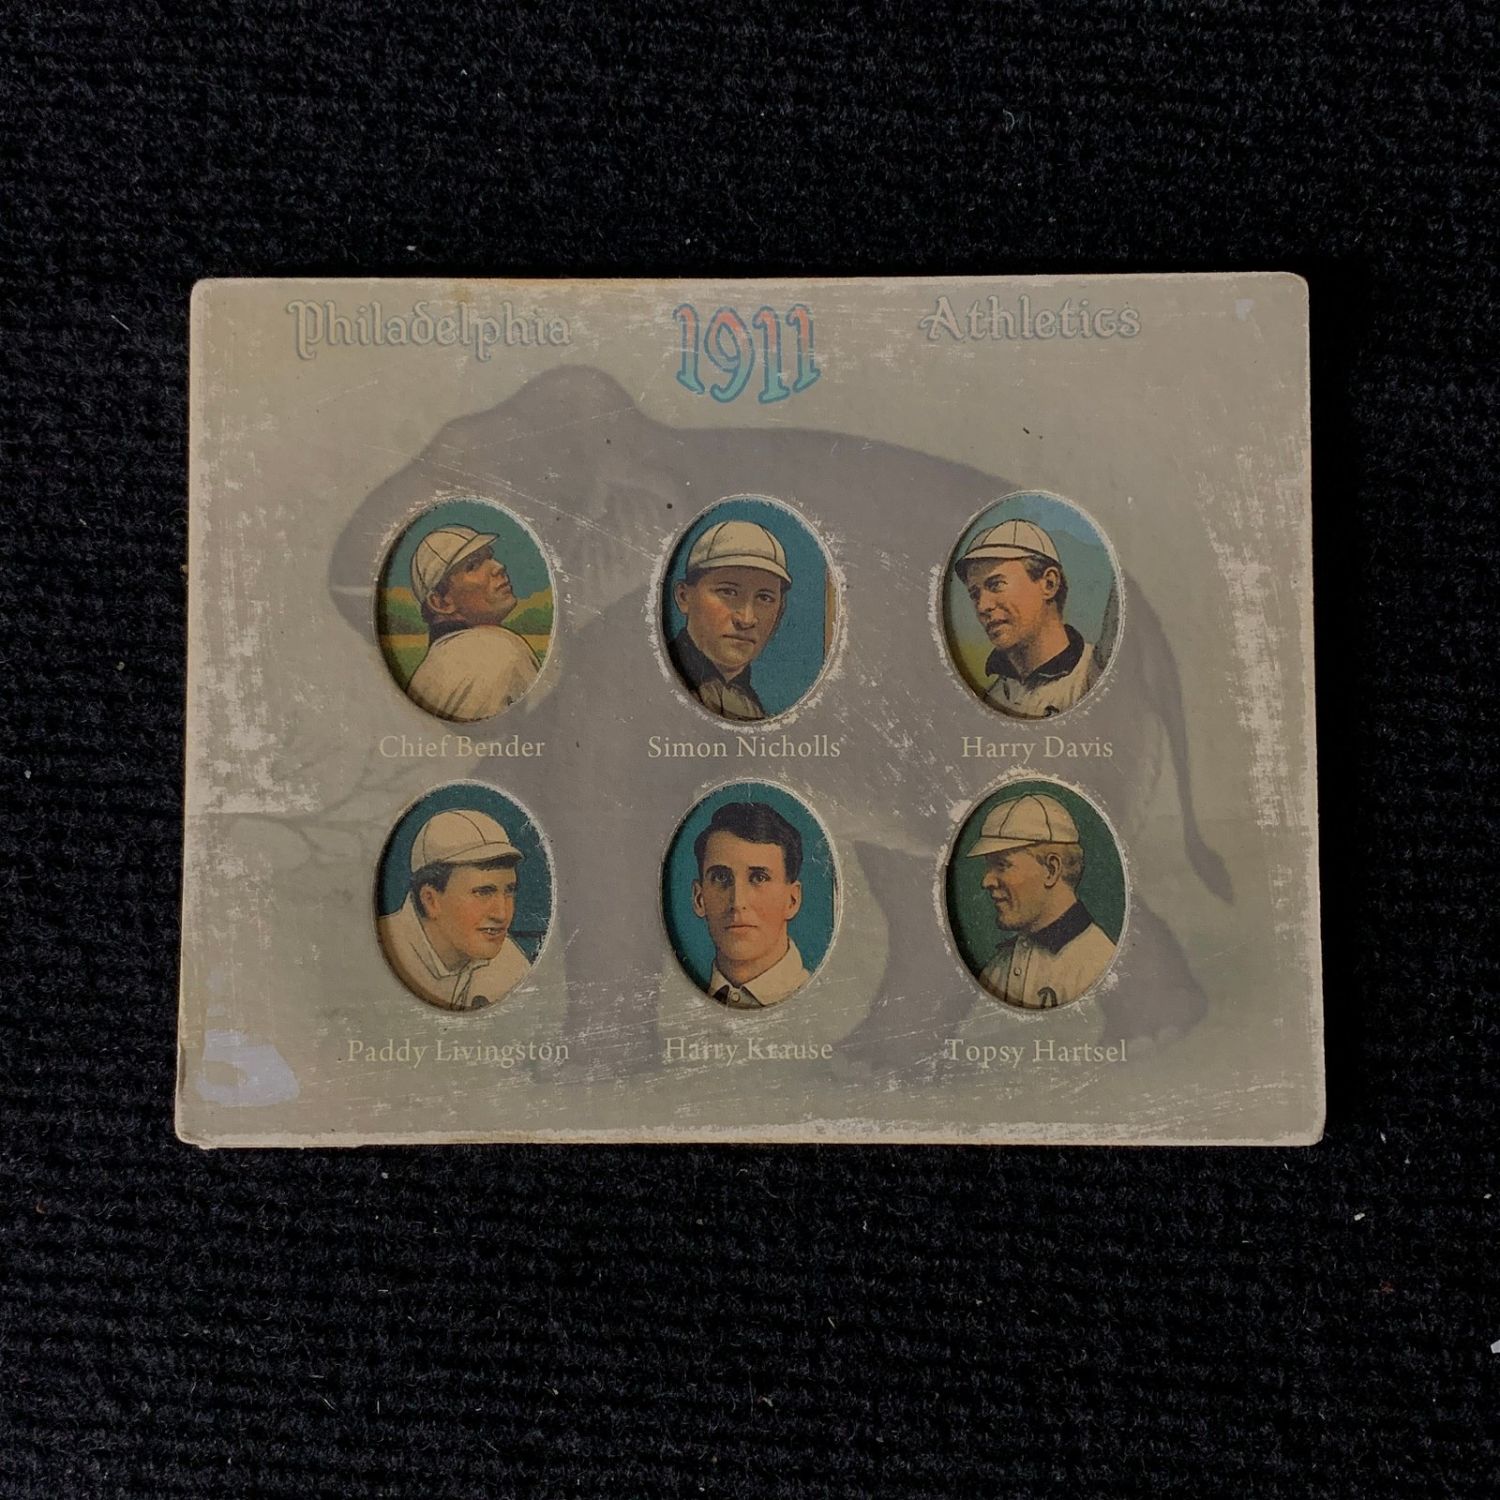 Philadelphia 1911 Athletics
Chief Bender Simon Nicholls Harry Davis
Paddy Livingston Harry Krause Topsy Hartsel